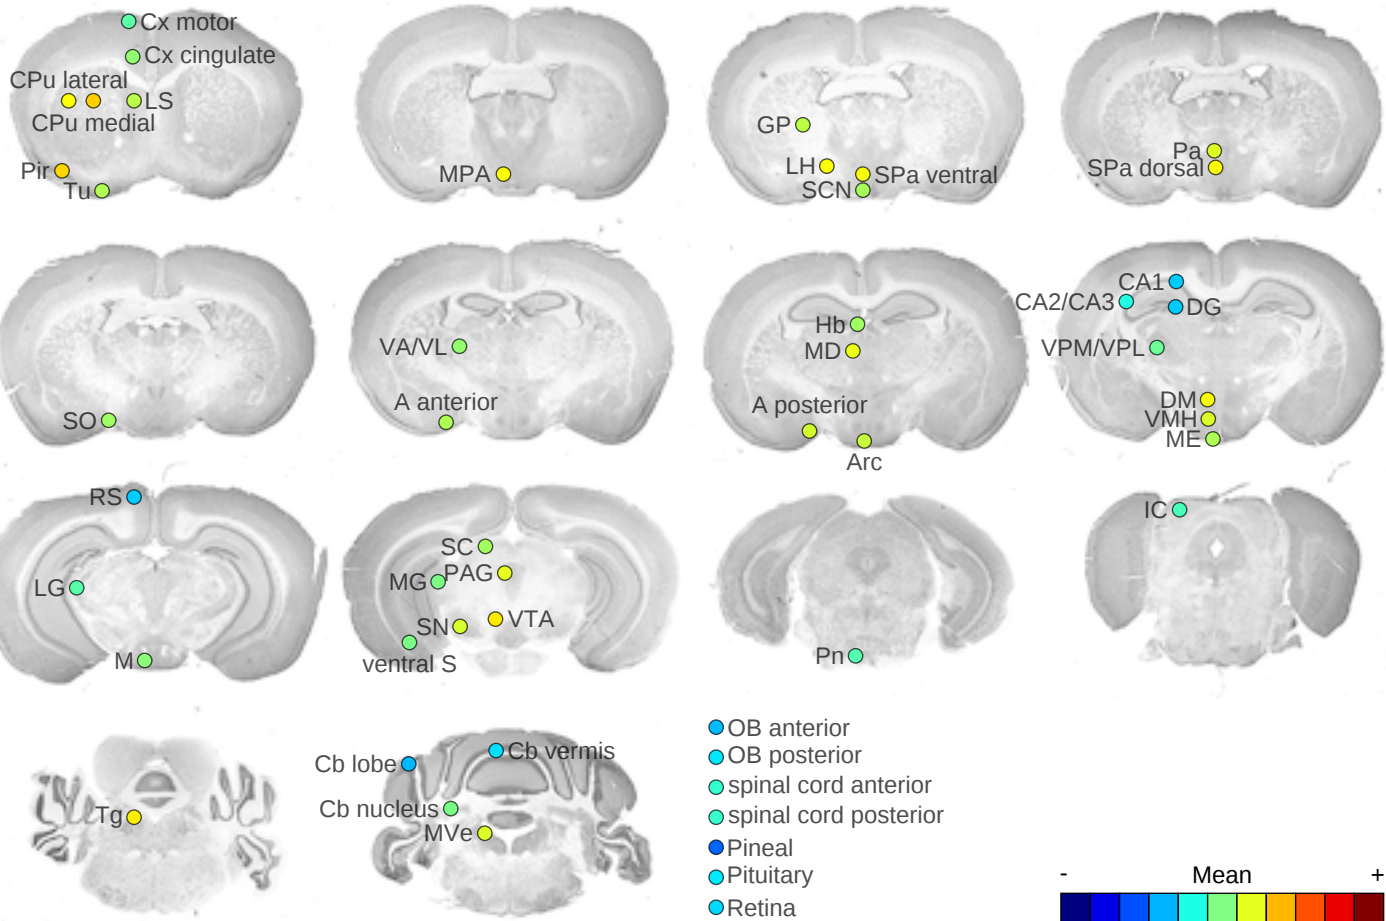 Cx motor
Cx cingulate
CPu lateral
LS
CPu medial
Pir
Tu
MPA
GP
LH
SPa ventral
SCN
Pa
SPa dorsal
SO
VA/VL
A anterior
Hb
MD
A posterior
Arc
CA1
CA2/CA3
DG
VPM/VPL
DM
VMH
ME
RS
LG
M
SC
MG
PAG
SN
VTA
ventral S
Pn
IC
Tg
Cb lobe
Cb vermis
Cb nucleus
MVe
OB anterior
OB posterior
spinal cord anterior
spinal cord posterior
Pineal
Pituitary
Retina
- Mean +